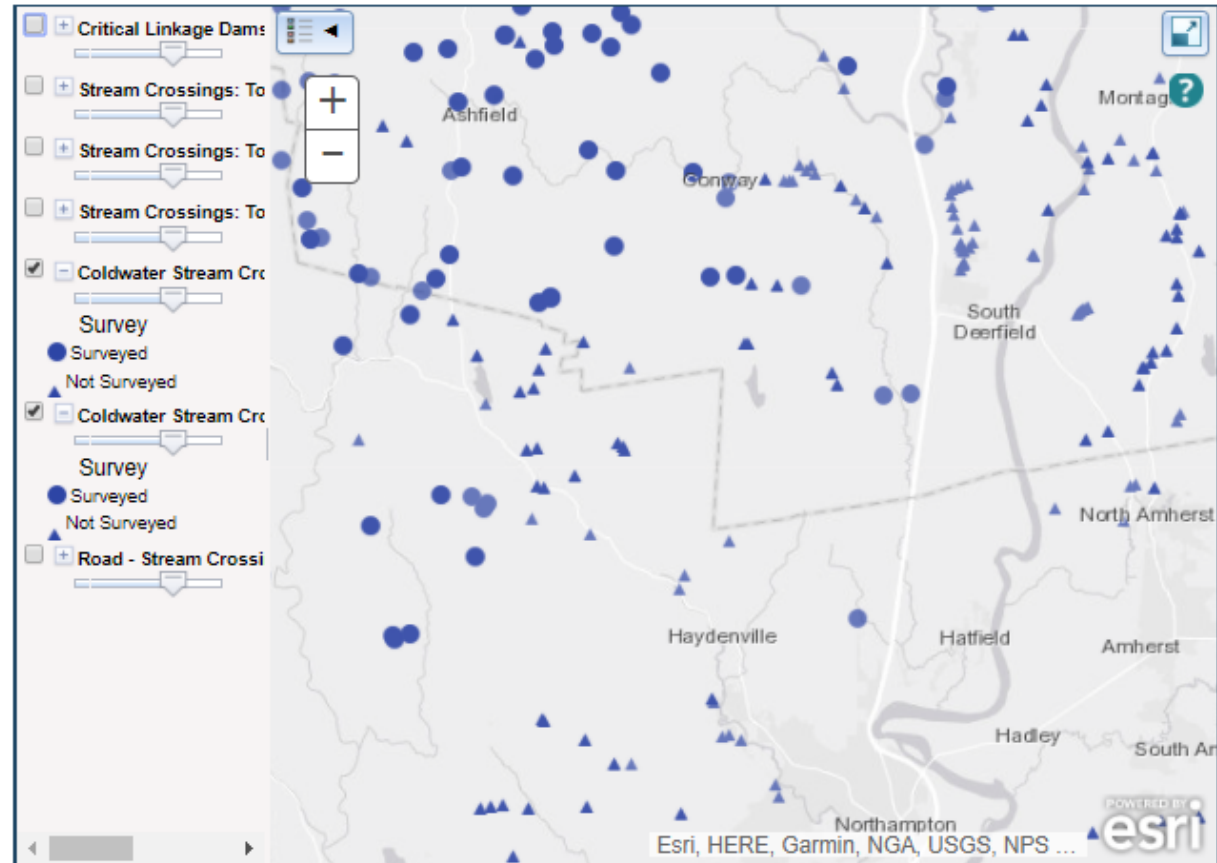 Critical Linkage Dams
Stream Crossings: To
Stream Crossings: To
Stream Crossings: To
Coldwater Stream Cro
Survey
Surveyed
Not Surveyed
Coldwater Stream Cro
Survey
Surveyed
Not Surveyed
Road - Stream Crossi
+
−
?
Ashfield
Montag
Conway
South
Deerfield
North Amherst
Haydenville
Hatfield
Amherst
Hadley
South Am
Northampton
POWERED BY
esri
Esri, HERE, Garmin, NGA, USGS, NPS ...